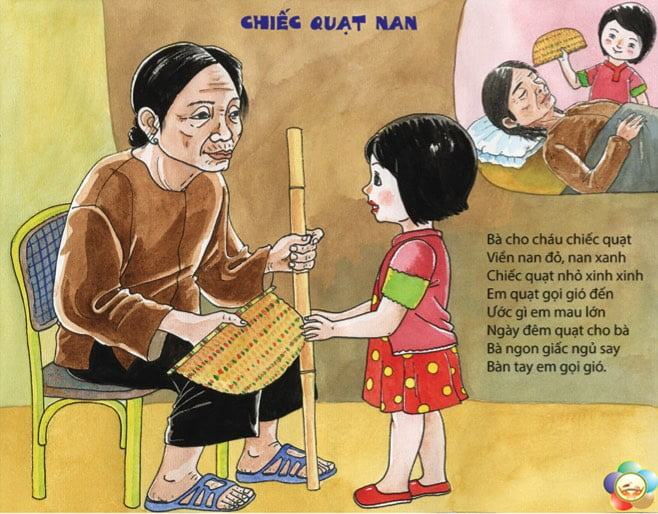 CHIẾC QUẠT NAN
Bà cho cháu chiếc quạt
Viền nan đỏ, nan xanh
Chiếc quạt nhỏ xinh xinh
Em quạt gọi gió đến
Ước gì em mau lớn
Ngày đêm quạt cho bà
Bà ngon giấc ngủ say
Bàn tay em gọi gió.